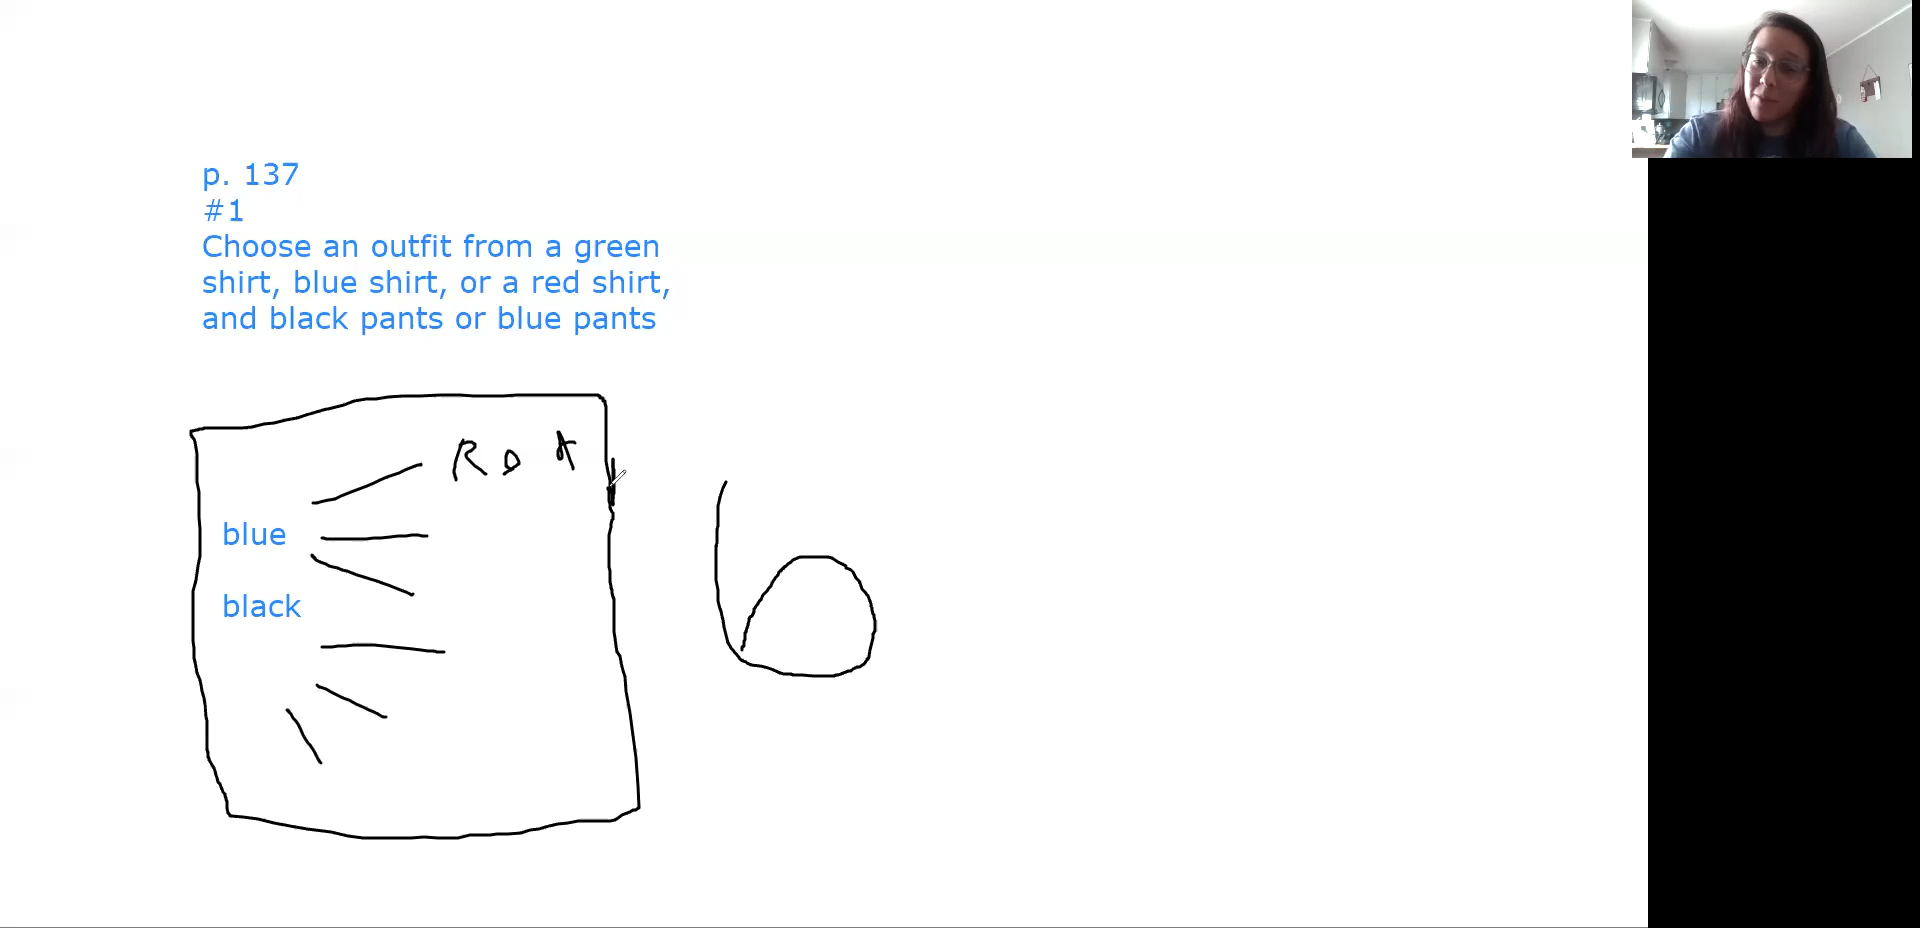 p. 137
#1
Choose an outfit from a green
shirt, blue shirt, or a red shirt,
and black pants or blue pants
blue
black
6